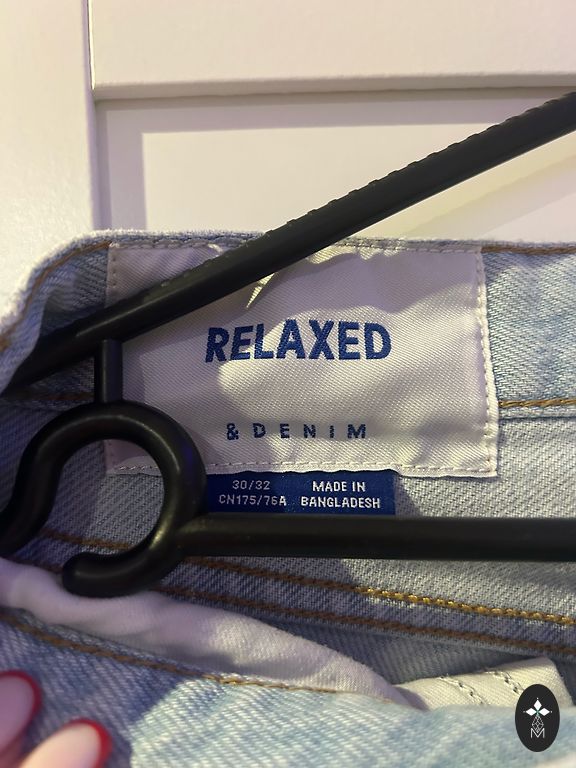 RELAXED
& DENIM
30/32 MADE IN
CN175/76A BANGLADESH
M